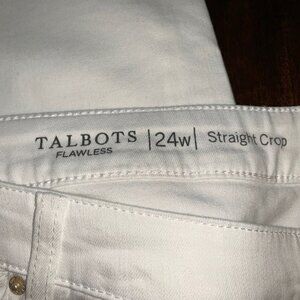 TALBOTS |24w| Straight Crop
FLAWLESS